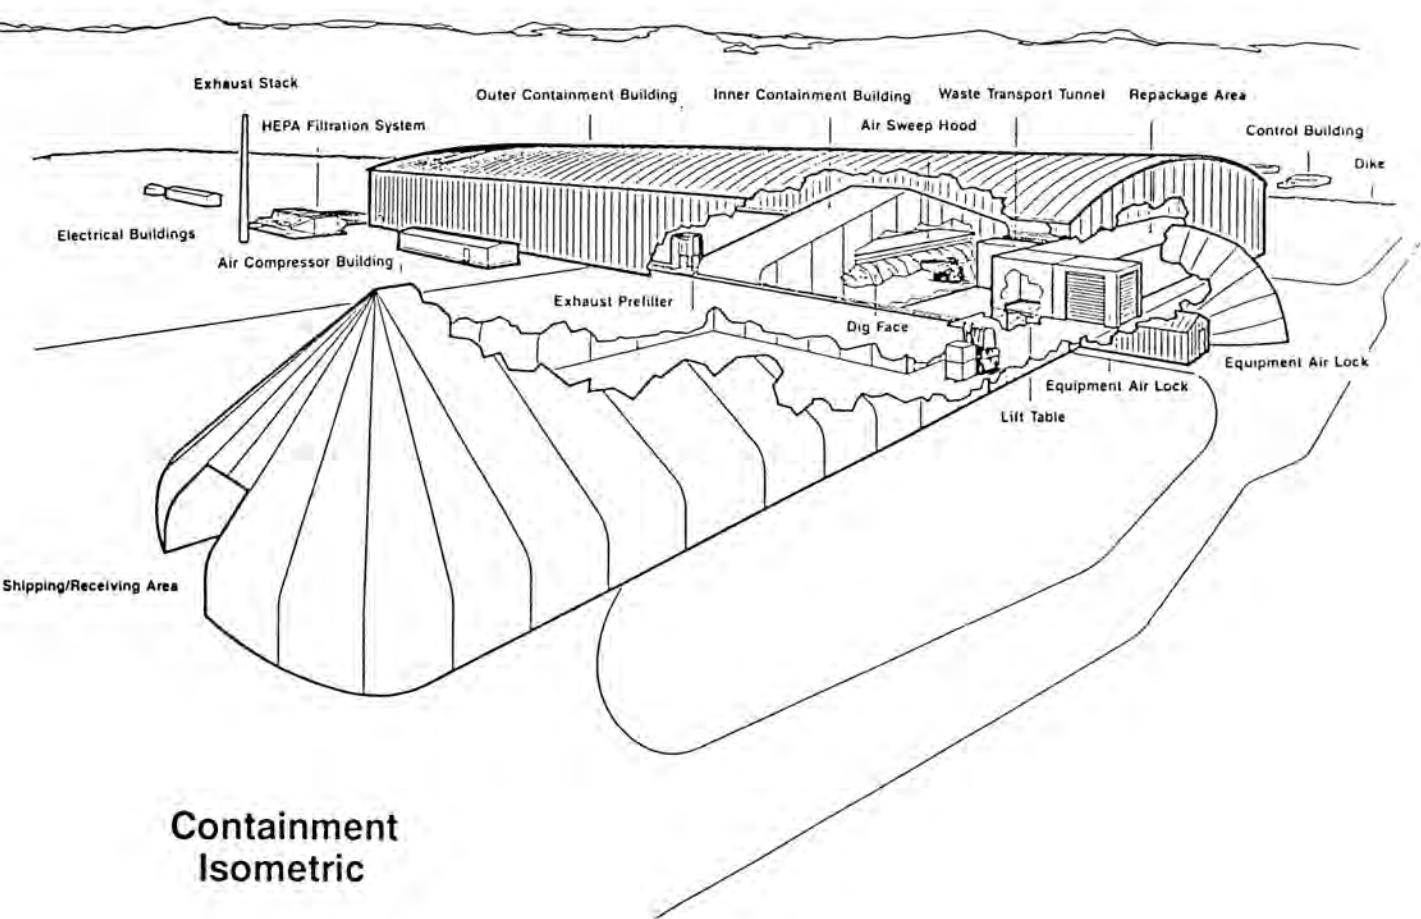 Exhaust Stack
Outer Containment Building
Inner Containment Building
Waste Transport Tunnel
Repackage Area
HEPA Filtration System
Air Sweep Hood
Control Building
Dike
Electrical Buildings
Air Compressor Building
Exhaust Prefilter
Dig Face
Equipment Air Lock
Equipment Air Lock
Lift Table
Shipping/Receiving Area
Containment
Isometric